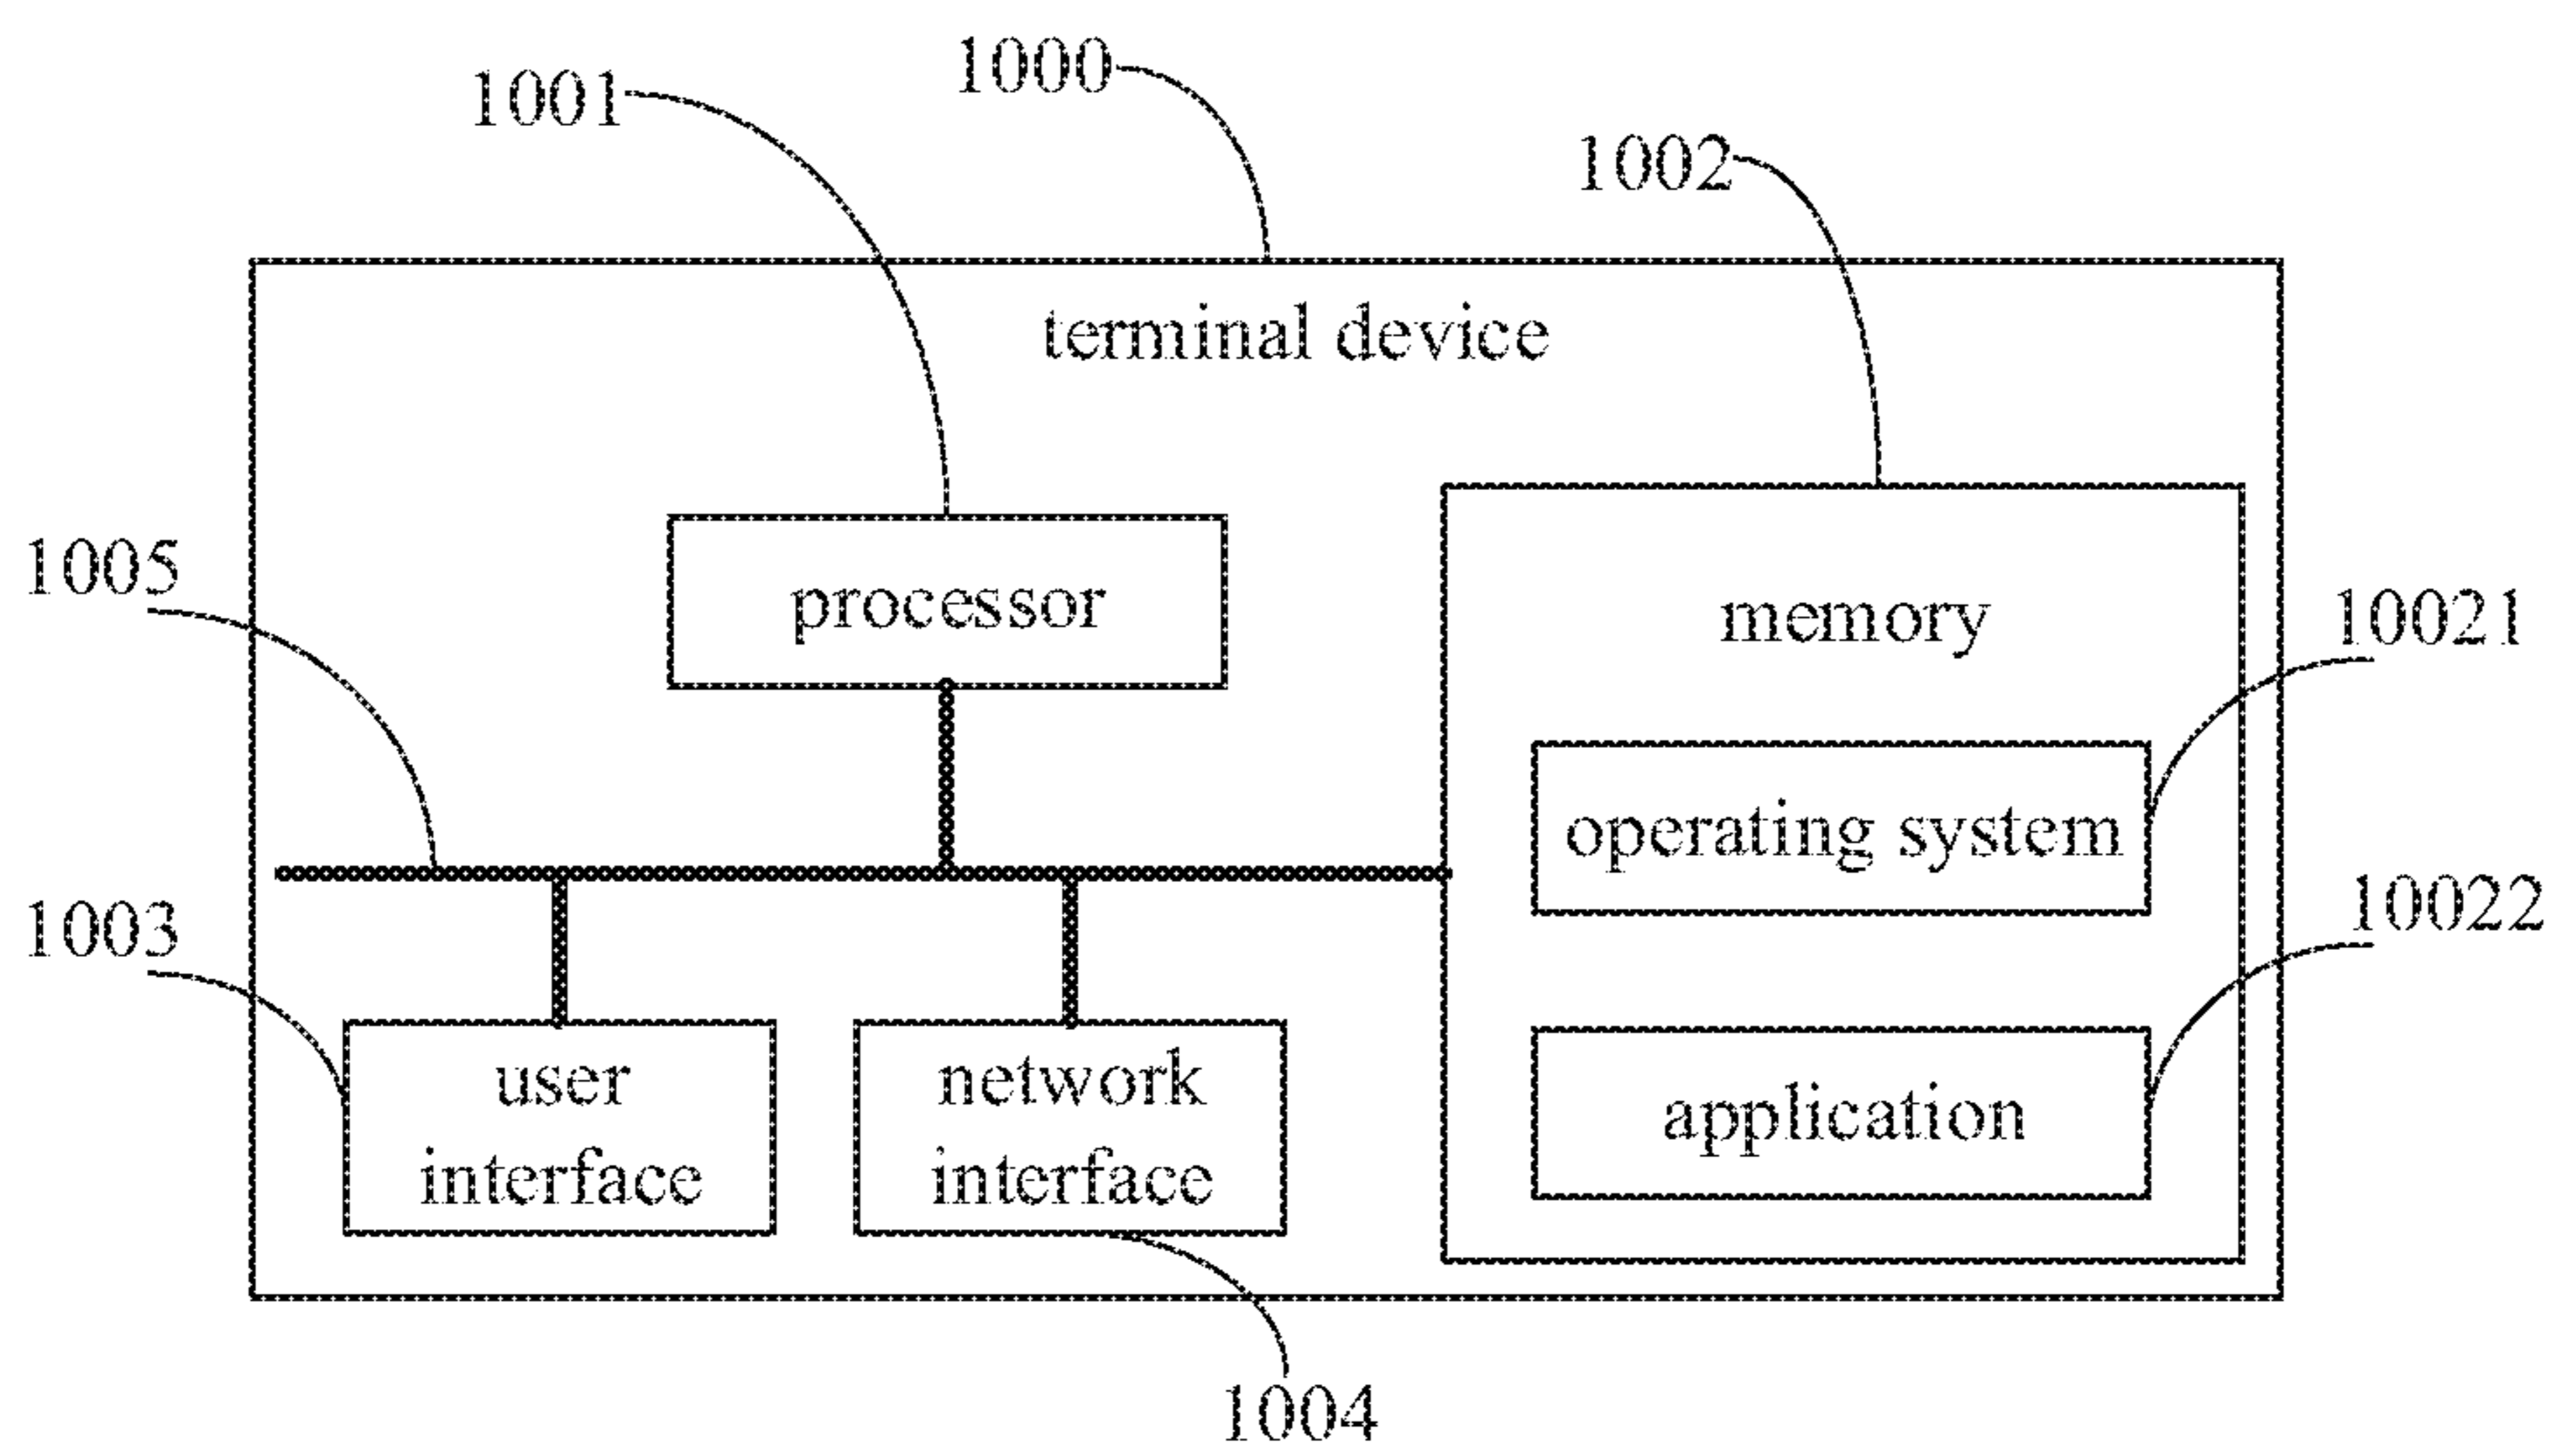 1000
1001
1002
terminal device
1005
processor
memory
10021
operating system
10022
1003
user
interface
network
interface
application
1004